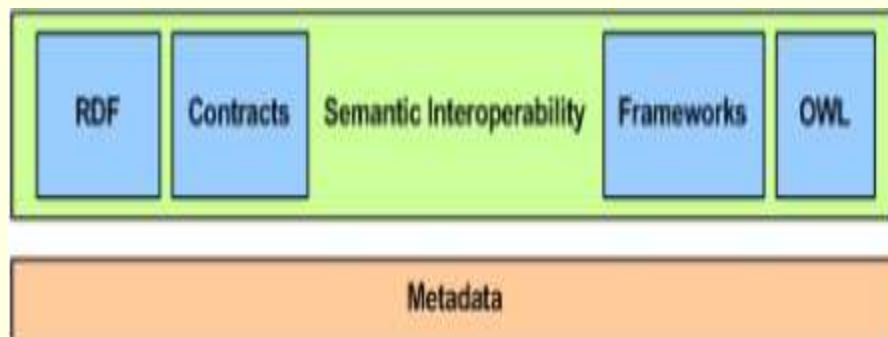 RDF Contracts Semantic Interoperability Frameworks OWL
Metadata